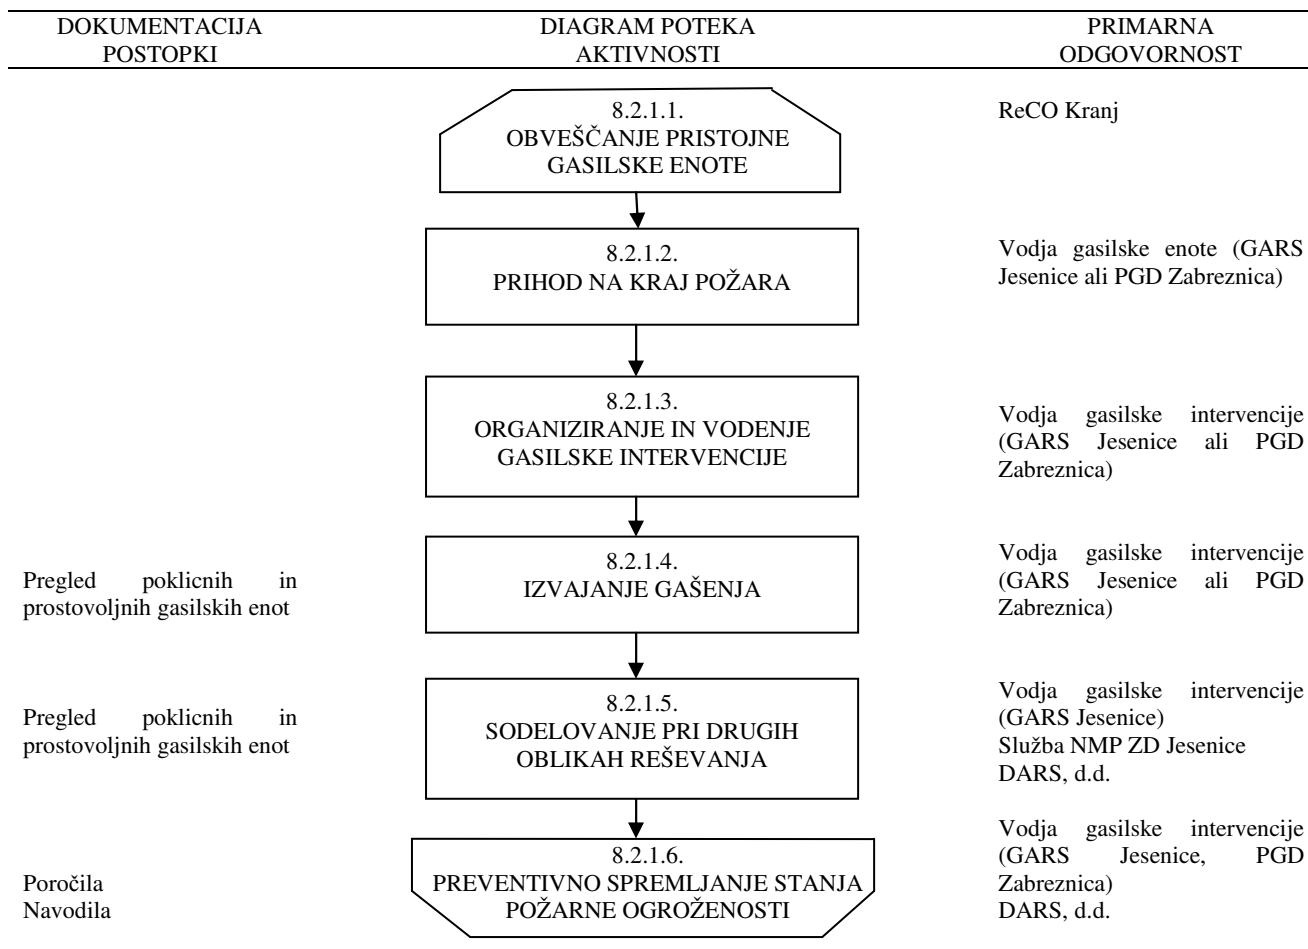 DOKUMENTACIJA
POSTOPKI
DIAGRAM POTEKA
AKTIVNOSTI
PRIMARNA
ODGOVORNOST
8.2.1.1.
OBVEŠČANJE PRISTOJNE
GASILSKE ENOTE
ReCO Kranj
8.2.1.2.
PRIHOD NA KRAJ POŽARA
Vodja gasilske enote (GARS
Jesenice ali PGD Zabreznica)
8.2.1.3.
ORGANIZIRANJE IN VODENJE
GASILSKE INTERVENCIJE
Vodja gasilske intervencije
(GARS Jesenice ali PGD
Zabreznica)
Pregled poklicnih in
prostovoljnih gasilskih enot
8.2.1.4.
IZVAJANJE GAŠENJA
Vodja gasilske intervencije
(GARS Jesenice ali PGD
Zabreznica)
Pregled poklicnih in
prostovoljnih gasilskih enot
8.2.1.5.
SODELOVANJE PRI DRUGIH
OBLIKAH REŠEVANJA
Vodja gasilske intervencije
(GARS Jesenice)
Služba NMP ZD Jesenice
DARS, d.d.
Poročila
Navodila
8.2.1.6.
PREVENTIVNO SPREMLJANJE STANJA
POŽARNE OGROŽENOSTI
Vodja gasilske intervencije
(GARS Jesenice, PGD
Zabreznica)
DARS, d.d.